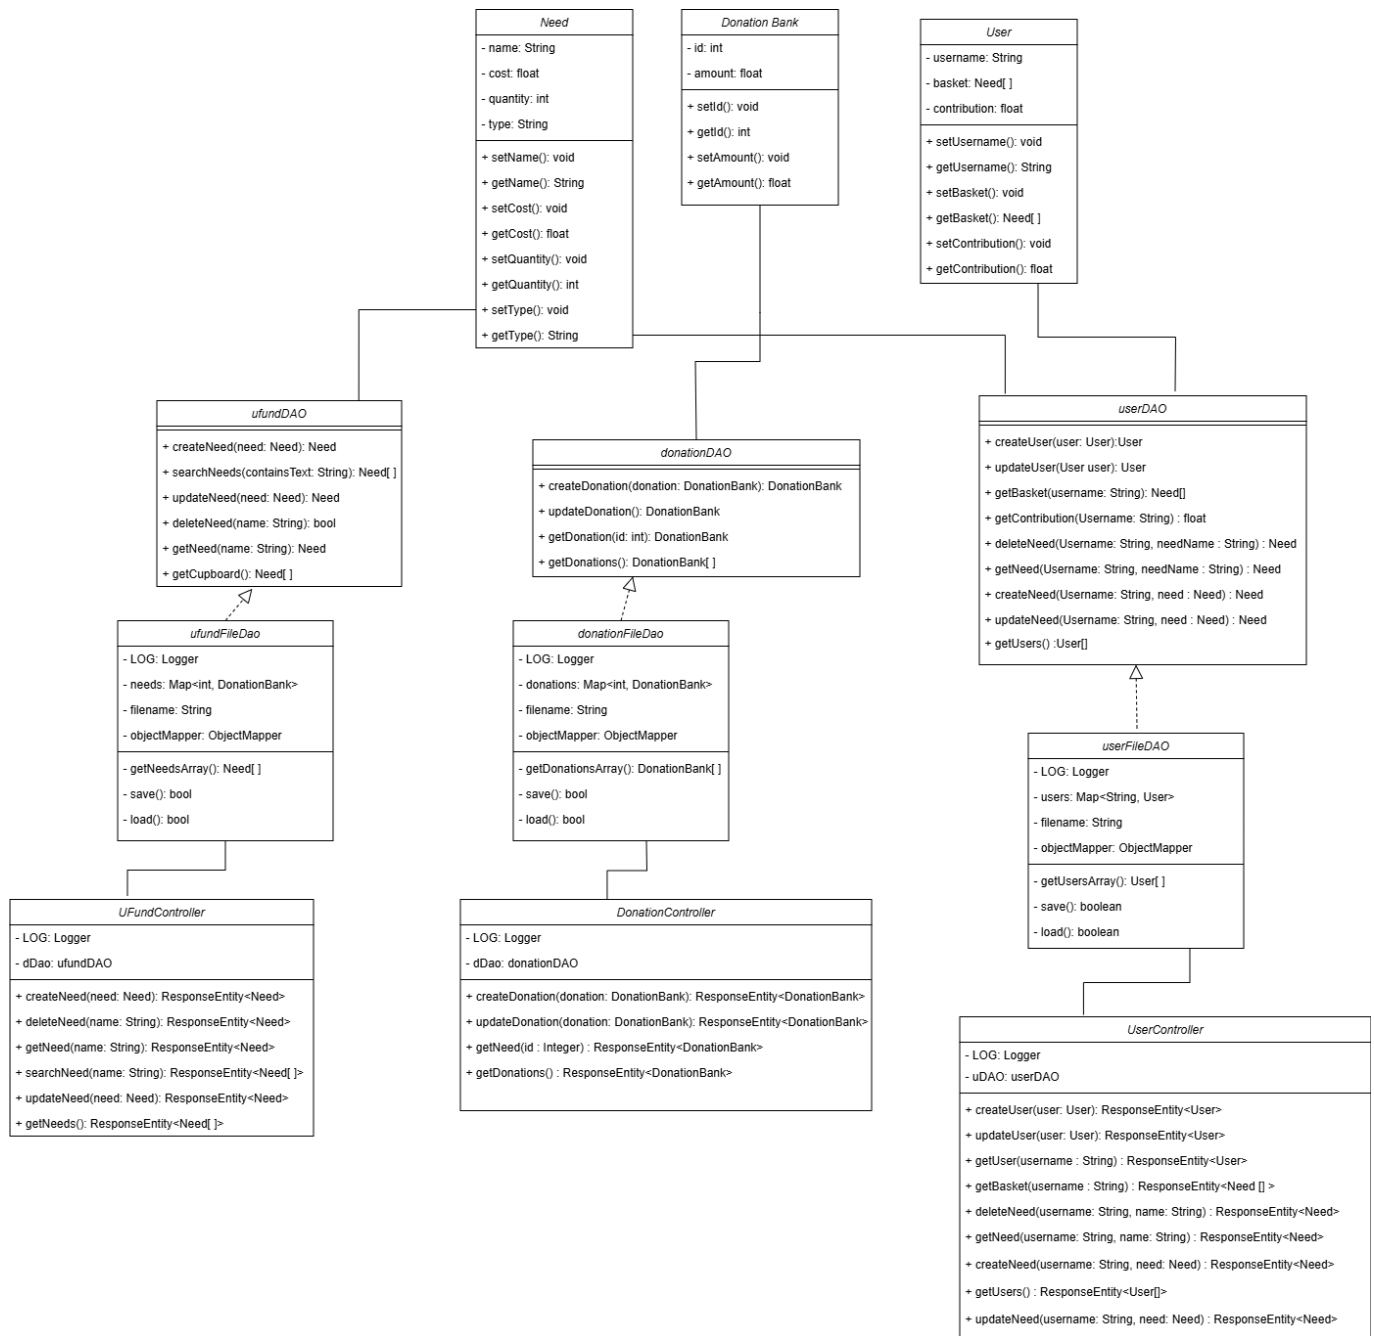 Need
- name: String
- cost: float
- quantity: int
- type: String
+ setName(): void
+ getName(): String
+ setCost(): void
+ getCost(): float
+ setQuantity(): void
+ getQuantity(): int
+ setType(): void
+ getType(): String
Donation Bank
- id: int
- amount: float
+ setId(): void
+ getId(): int
+ setAmount(): void
+ getAmount(): float
User
- username: String
- basket: Need[ ]
- contribution: float
+ setUsername(): void
+ getUsername(): String
+ setBasket(): void
+ getBasket(): Need[ ]
+ setContribution(): void
+ getContribution(): float
ufundDAO
+ createNeed(need: Need): Need
+ searchNeeds(containsText: String): Need[ ]
+ updateNeed(need: Need): Need
+ deleteNeed(name: String): bool
+ getNeed(name: String): Need
+ getCupboard(): Need[ ]
donationDAO
+ createDonation(donation: DonationBank): DonationBank
+ updateDonation(): DonationBank
+ getDonation(id: int): DonationBank
+ getDonations(): DonationBank[ ]
userDAO
+ createUser(user: User):User
+ updateUser(User user): User
+ getBasket(username: String): Need[]
+ getContribution(Username: String) : float
+ deleteNeed(Username: String, needName : String) : Need
+ getNeed(Username: String, needName : String) : Need
+ createNeed(Username: String, need : Need) : Need
+ updateNeed(Username: String, need : Need) : Need
+ getUsers() :User[]
ufundFileDao
- LOG: Logger
- needs: Map<int, DonationBank>
- filename: String
- objectMapper: ObjectMapper
- getNeedsArray(): Need[ ]
- save(): bool
- load(): bool
donationFileDao
- LOG: Logger
- donations: Map<int, DonationBank>
- filename: String
- objectMapper: ObjectMapper
- getDonationsArray(): DonationBank[ ]
- save(): bool
- load(): bool
userFileDAO
- LOG: Logger
- users: Map<String, User>
- filename: String
- objectMapper: ObjectMapper
- getUsersArray(): User[ ]
- save(): boolean
- load(): boolean
UFundController
- LOG: Logger
- dDao: ufundDAO
+ createNeed(need: Need): ResponseEntity<Need>
+ deleteNeed(name: String): ResponseEntity<Need>
+ getNeed(name: String): ResponseEntity<Need>
+ searchNeed(name: String): ResponseEntity<Need[ ]>
+ updateNeed(need: Need): ResponseEntity<Need>
+ getNeeds(): ResponseEntity<Need[ ]>
DonationController
- LOG: Logger
- dDao: donationDAO
+ createDonation(donation: DonationBank): ResponseEntity<DonationBank>
+ updateDonation(donation: DonationBank): ResponseEntity<DonationBank>
+ getNeed(id : Integer) : ResponseEntity<DonationBank>
+ getDonations() : ResponseEntity<DonationBank>
UserController
- LOG: Logger
- uDAO: userDAO
+ createUser(user: User): ResponseEntity<User>
+ updateUser(user: User): ResponseEntity<User>
+ getUser(username : String) : ResponseEntity<User>
+ getBasket(username : String) : ResponseEntity<Need [] >
+ deleteNeed(username: String, name: String) : ResponseEntity<Need>
+ getNeed(username: String, name: String) : ResponseEntity<Need>
+ createNeed(username: String, need: Need) : ResponseEntity<Need>
+ getUsers() : ResponseEntity<User[]>
+ updateNeed(username: String, need: Need) : ResponseEntity<Need>